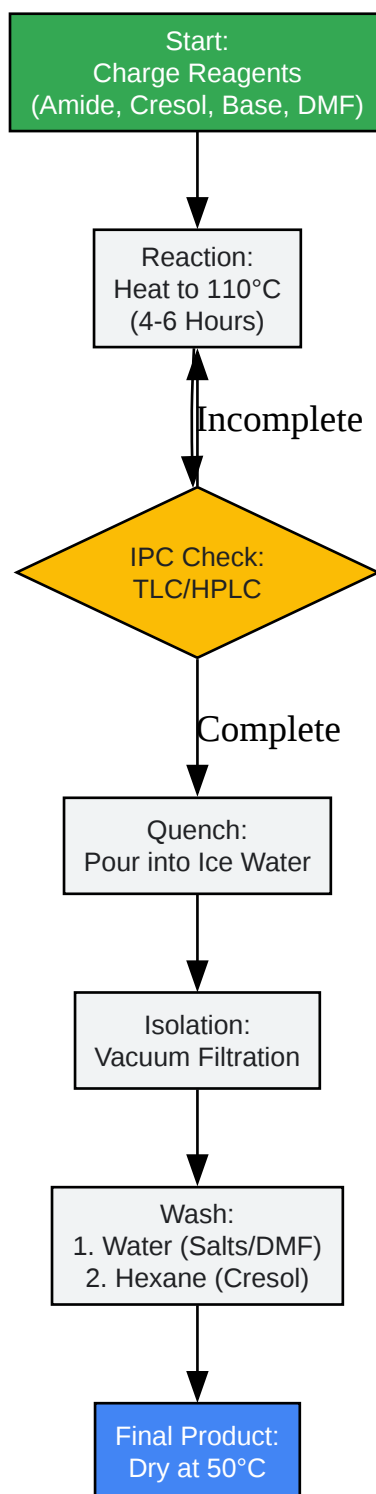 Start:
Charge Reagents
(Amide, Cresol, Base, DMF)
Reaction:
Heat to 110°C
(4-6 Hours)
Incomplete
IPC Check:
TLC/HPLC
Complete
Quench:
Pour into Ice Water
Isolation:
Vacuum Filtration
Wash:
1. Water (Salts/DMF)
2. Hexane (Cresol)
Final Product:
Dry at 50°C